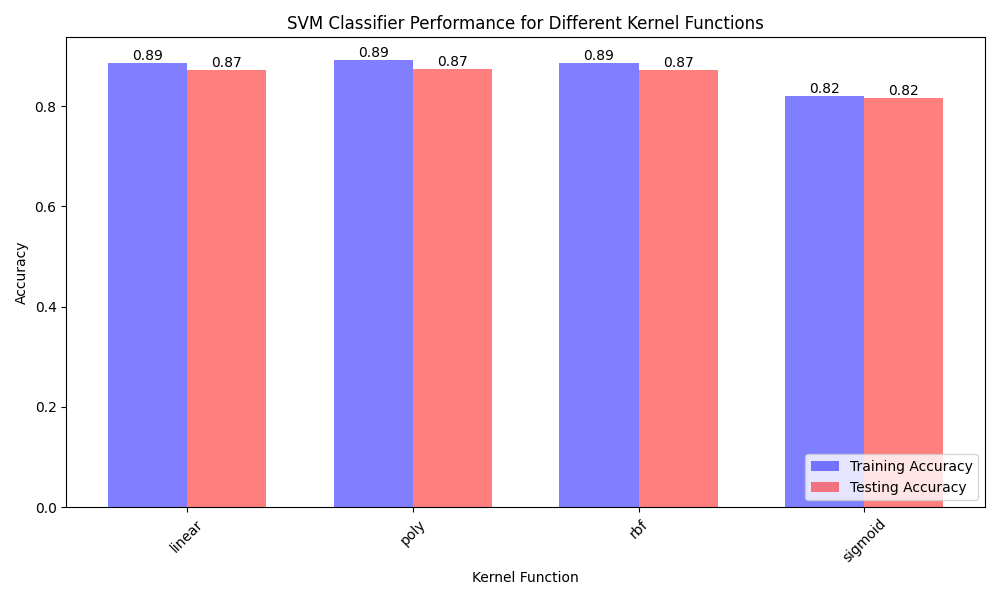 SVM Classifier Performance for Different Kernel Functions
0.89 0.87 0.89 0.87 0.89 0.87 0.82 0.82
0.8
0.6
0.4
0.2
0.0
Accuracy
Training Accuracy
Testing Accuracy
linear poly rbf sigmoid
Kernel Function